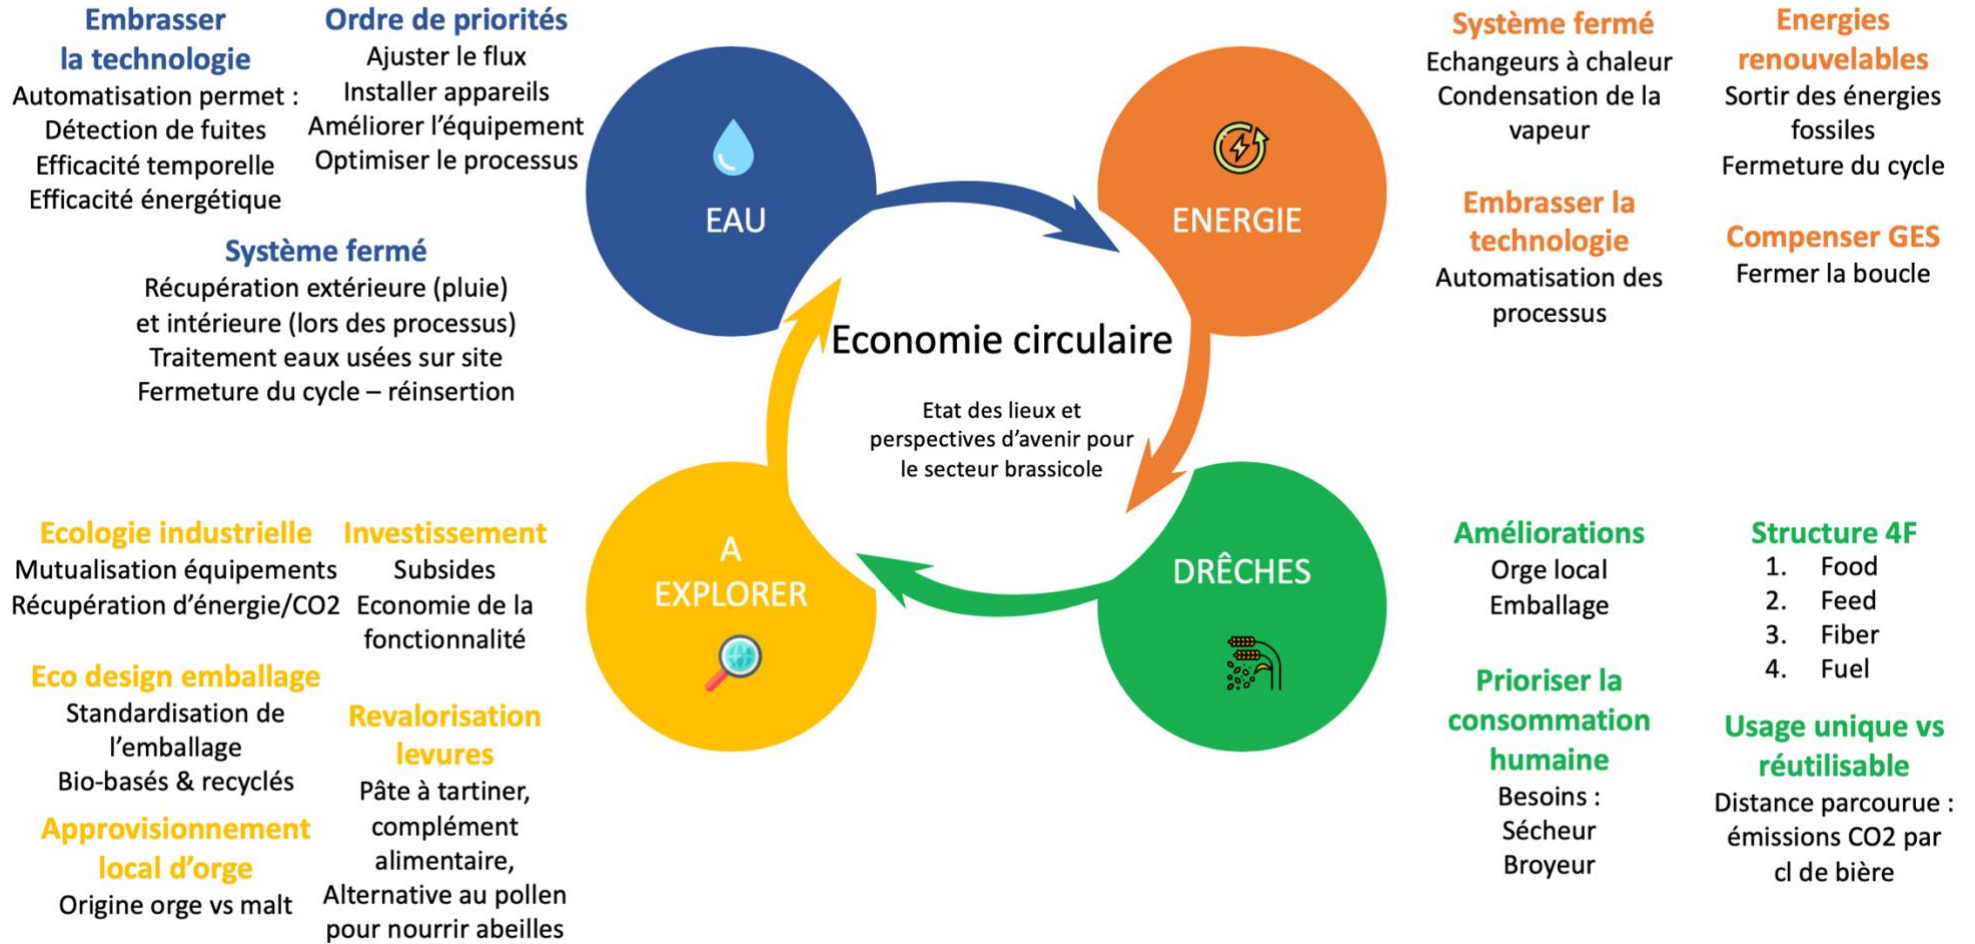 Embrasser
la technologie
Automatisation permet :
Détection de fuites
Efficacité temporelle
Efficacité énergétique
Ordre de priorités
Ajuster le flux
Installer appareils
Améliorer l’équipement
Optimiser le processus
Système fermé
Récupération extérieure (pluie)
et intérieure (lors des processus)
Traitement eaux usées sur site
Fermeture du cycle – réinsertion
EAU
ENERGIE
Système fermé
Echangeurs à chaleur
Condensation de la
vapeur
Energies
renouvelables
Sortir des énergies
fossiles
Fermeture du cycle
Embrasser la
technologie
Automatisation des
processus
Compenser GES
Fermer la boucle
Economie circulaire
Etat des lieux et
perspectives d’avenir pour
le secteur brassicole
Ecologie industrielle
Mutualisation équipements
Récupération d’énergie/CO2
Investissement
Subsides
Economie de la
fonctionnalité
Eco design emballage
Standardisation de
l’emballage
Bio-basés & recyclés
Revalorisation
levures
Pâte à tartiner,
complément
alimentaire,
Alternative au pollen
pour nourrir abeilles
Approvisionnement
local d’orge
Origine orge vs malt
A
EXPLORER
DRÊCHES
Améliorations
Orge local
Emballage
Structure 4F
1. Food
2. Feed
3. Fiber
4. Fuel
Prioriser la
consommation
humaine
Besoins :
Sécheur
Broyeur
Usage unique vs
réutilisable
Distance parcourue :
émissions CO2 par
cl de bière